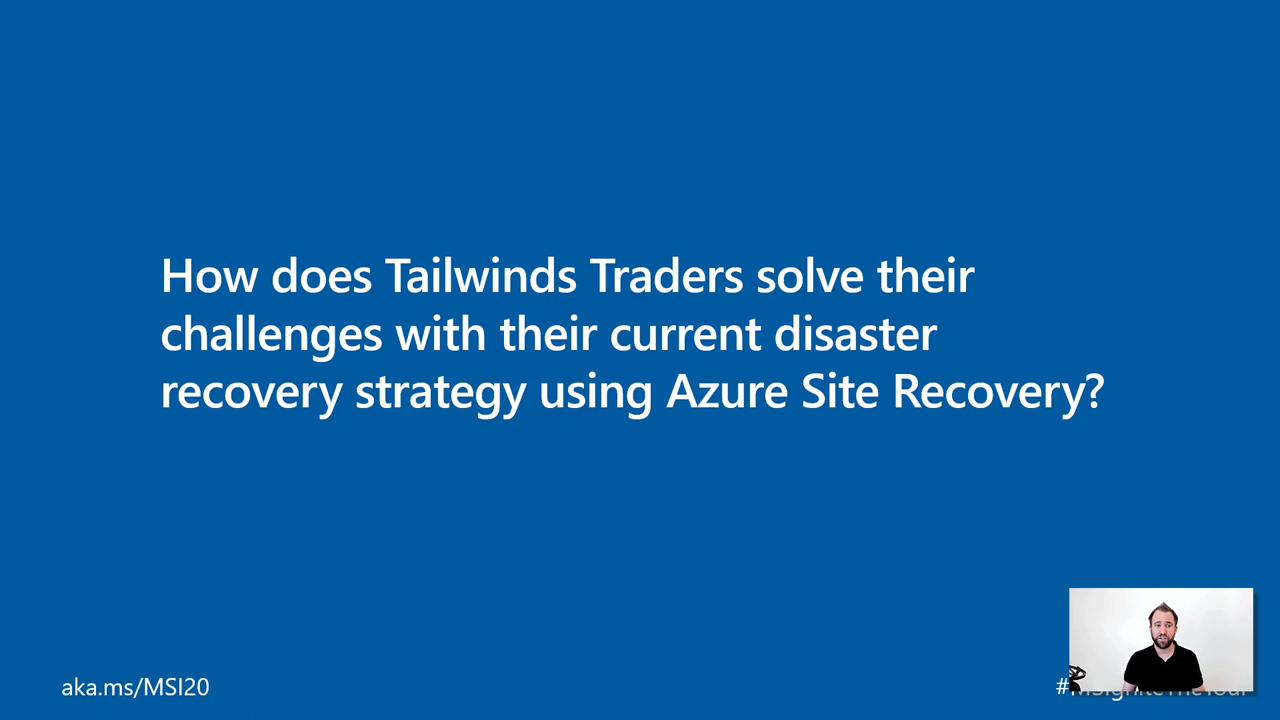 How does Tailwinds Traders solve their
challenges with their current disaster
recovery strategy using Azure Site Recovery?
aka.ms/MSI20